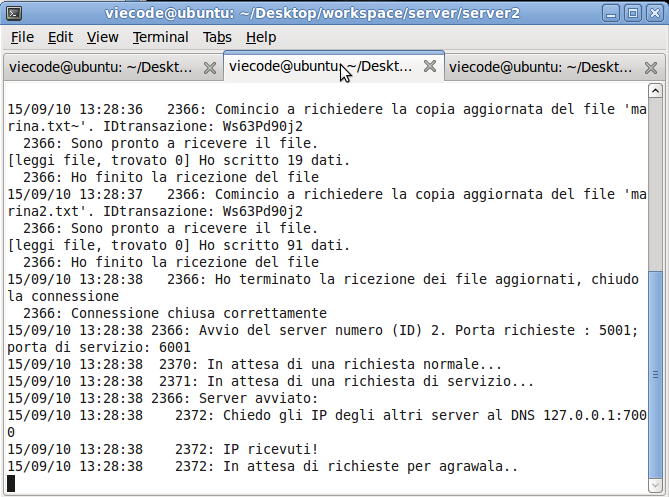 viecode@ubuntu: ~/Desktop/workspace/server/server2
File Edit View Terminal Tabs Help
viecode@ubuntu: ~/Deskt... viecode@ubuntu: ~/Deskt... viecode@ubuntu: ~/Deskt...
15/09/10 13:28:36   2366: Comincio a richiedere la copia aggiornata del file 'ma
rina.txt~'. IDtransazione: Ws63Pd90j2
  2366: Sono pronto a ricevere il file.
[leggi file, trovato 0] Ho scritto 19 dati.
  2366: Ho finito la ricezione del file
15/09/10 13:28:37   2366: Comincio a richiedere la copia aggiornata del file 'ma
rina2.txt'. IDtransazione: Ws63Pd90j2
  2366: Sono pronto a ricevere il file.
[leggi file, trovato 0] Ho scritto 91 dati.
  2366: Ho finito la ricezione del file
15/09/10 13:28:38   2366: Ho terminato la ricezione dei file aggiornati, chiudo
la connessione
  2366: Connessione chiusa correttamente
15/09/10 13:28:38 2366: Avvio del server numero (ID) 2. Porta richieste : 5001;
porta di servizio: 6001
15/09/10 13:28:38  2370: In attesa di una richiesta normale...
15/09/10 13:28:38  2371: In attesa di una richiesta di servizio...
15/09/10 13:28:38 2366: Server avviato:
15/09/10 13:28:38    2372: Chiedo gli IP degli altri server al DNS 127.0.0.1:700
0
15/09/10 13:28:38    2372: IP ricevuti!
15/09/10 13:28:38    2372: In attesa di richieste per agrawala..